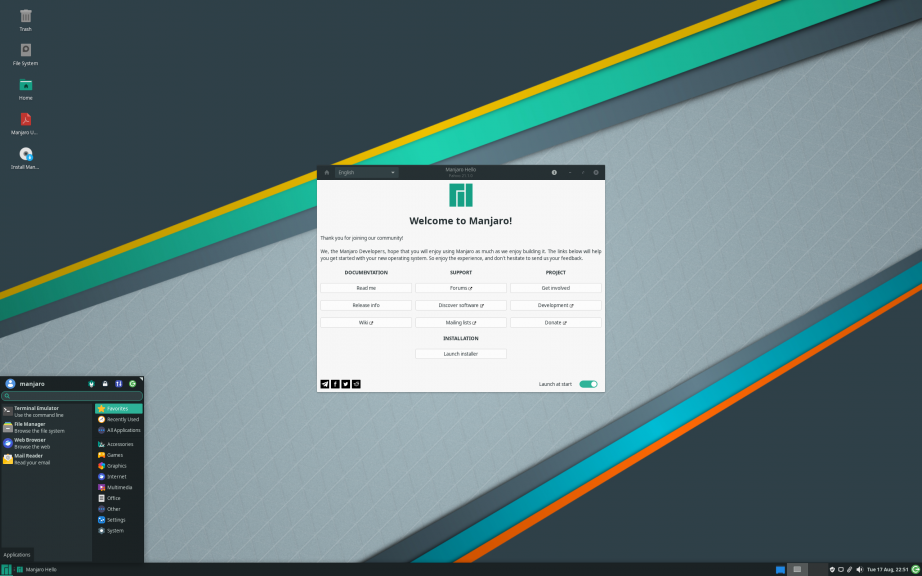 Trash
File System
Home
Manjaro U...
Install Man...
English
Manjaro Hello
Welcome to Manjaro!
Thank you for joining our community!
We, the Manjaro Developers, hope that you will enjoy using Manjaro as much as we enjoy building it. The links below will help
you get started with your new operating system. So enjoy the experience, and don't hesitate to send us your feedback.
DOCUMENTATION
SUPPORT
PROJECT
Read me
Forums
Get involved
Release info
Discover software
Development
Wiki
Mailing lists
Donate
INSTALLATION
Launch installer
Launch at start
manjaro
Terminal Emulator
Use the command line
File Manager
Browse the file system
Web Browser
Browse the web
Mail Reader
Read your email
Favorites
Recently Used
All Applications
Accessories
Games
Graphics
Internet
Multimedia
Office
Other
Settings
System
Applications
Manjaro Hello
Tue 17 Aug, 22:51